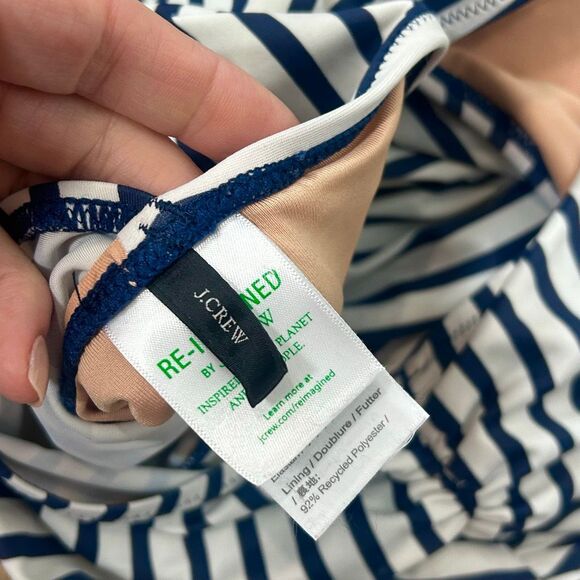 J.CREW
RE-I NED
BY J W
INSPIRE PLANET
AN PLE.
Learn more at
jcrew.com/reimagined
Lining / Doublure / Futter
/ 裏地:
92% Recycled Polyester /